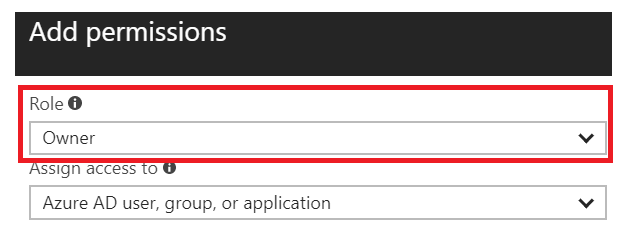 Add permissions
Role
Owner
Assign access to
Azure AD user, group, or application